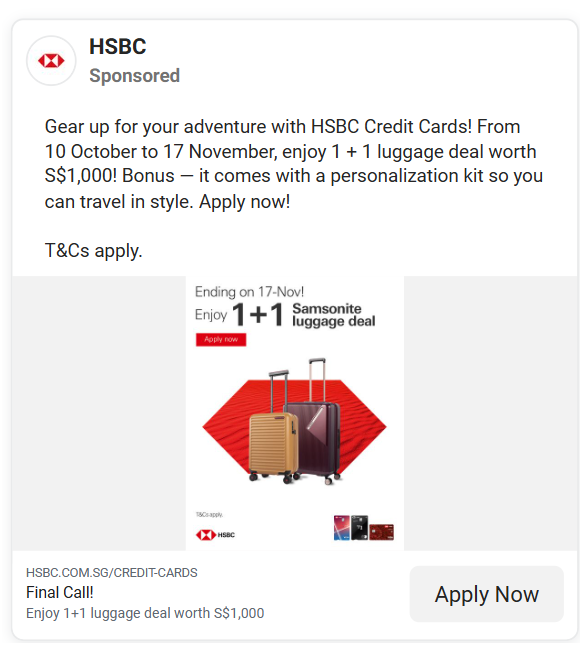 HSBC
Sponsored
Gear up for your adventure with HSBC Credit Cards! From
10 October to 17 November, enjoy 1 + 1 luggage deal worth
S$1,000! Bonus — it comes with a personalization kit so you
can travel in style. Apply now!
T&Cs apply.
Ending on 17-Nov!
Enjoy 1+1 Samsonite
luggage deal
Apply now
T&Cs apply.
HSBC
HSBC.COM.SG/CREDIT-CARDS
Final Call!
Enjoy 1+1 luggage deal worth S$1,000
Apply Now